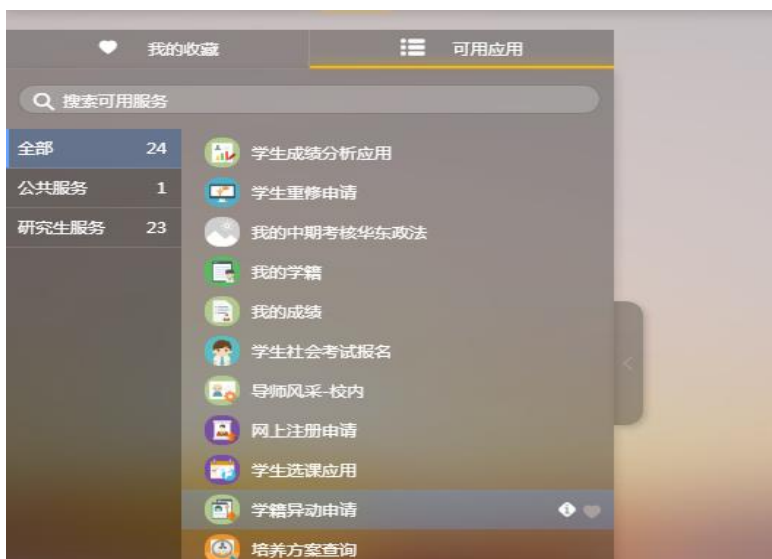 我的收藏
可用应用
搜索可用服务
全部 24
公共服务 1
研究生服务 23
学生成绩分析应用
学生重修申请
我的中期考核华东政法
我的学籍
我的成绩
学生社会考试报名
导师风采-校内
网上注册申请
学生选课应用
学籍异动申请
培养方案查询